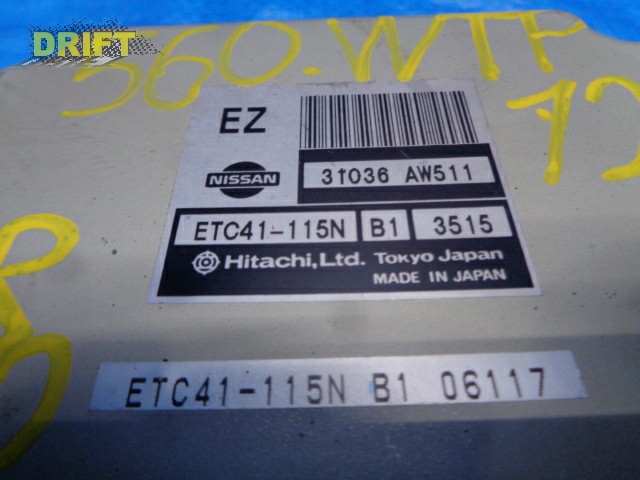 DRIFT
560.WTP
EZ
NISSAN
31036 AW511
ETC41-115N B1 3515
Hitachi, Ltd. Tokyo Japan
MADE IN JAPAN
ETC41-115N B1 06117